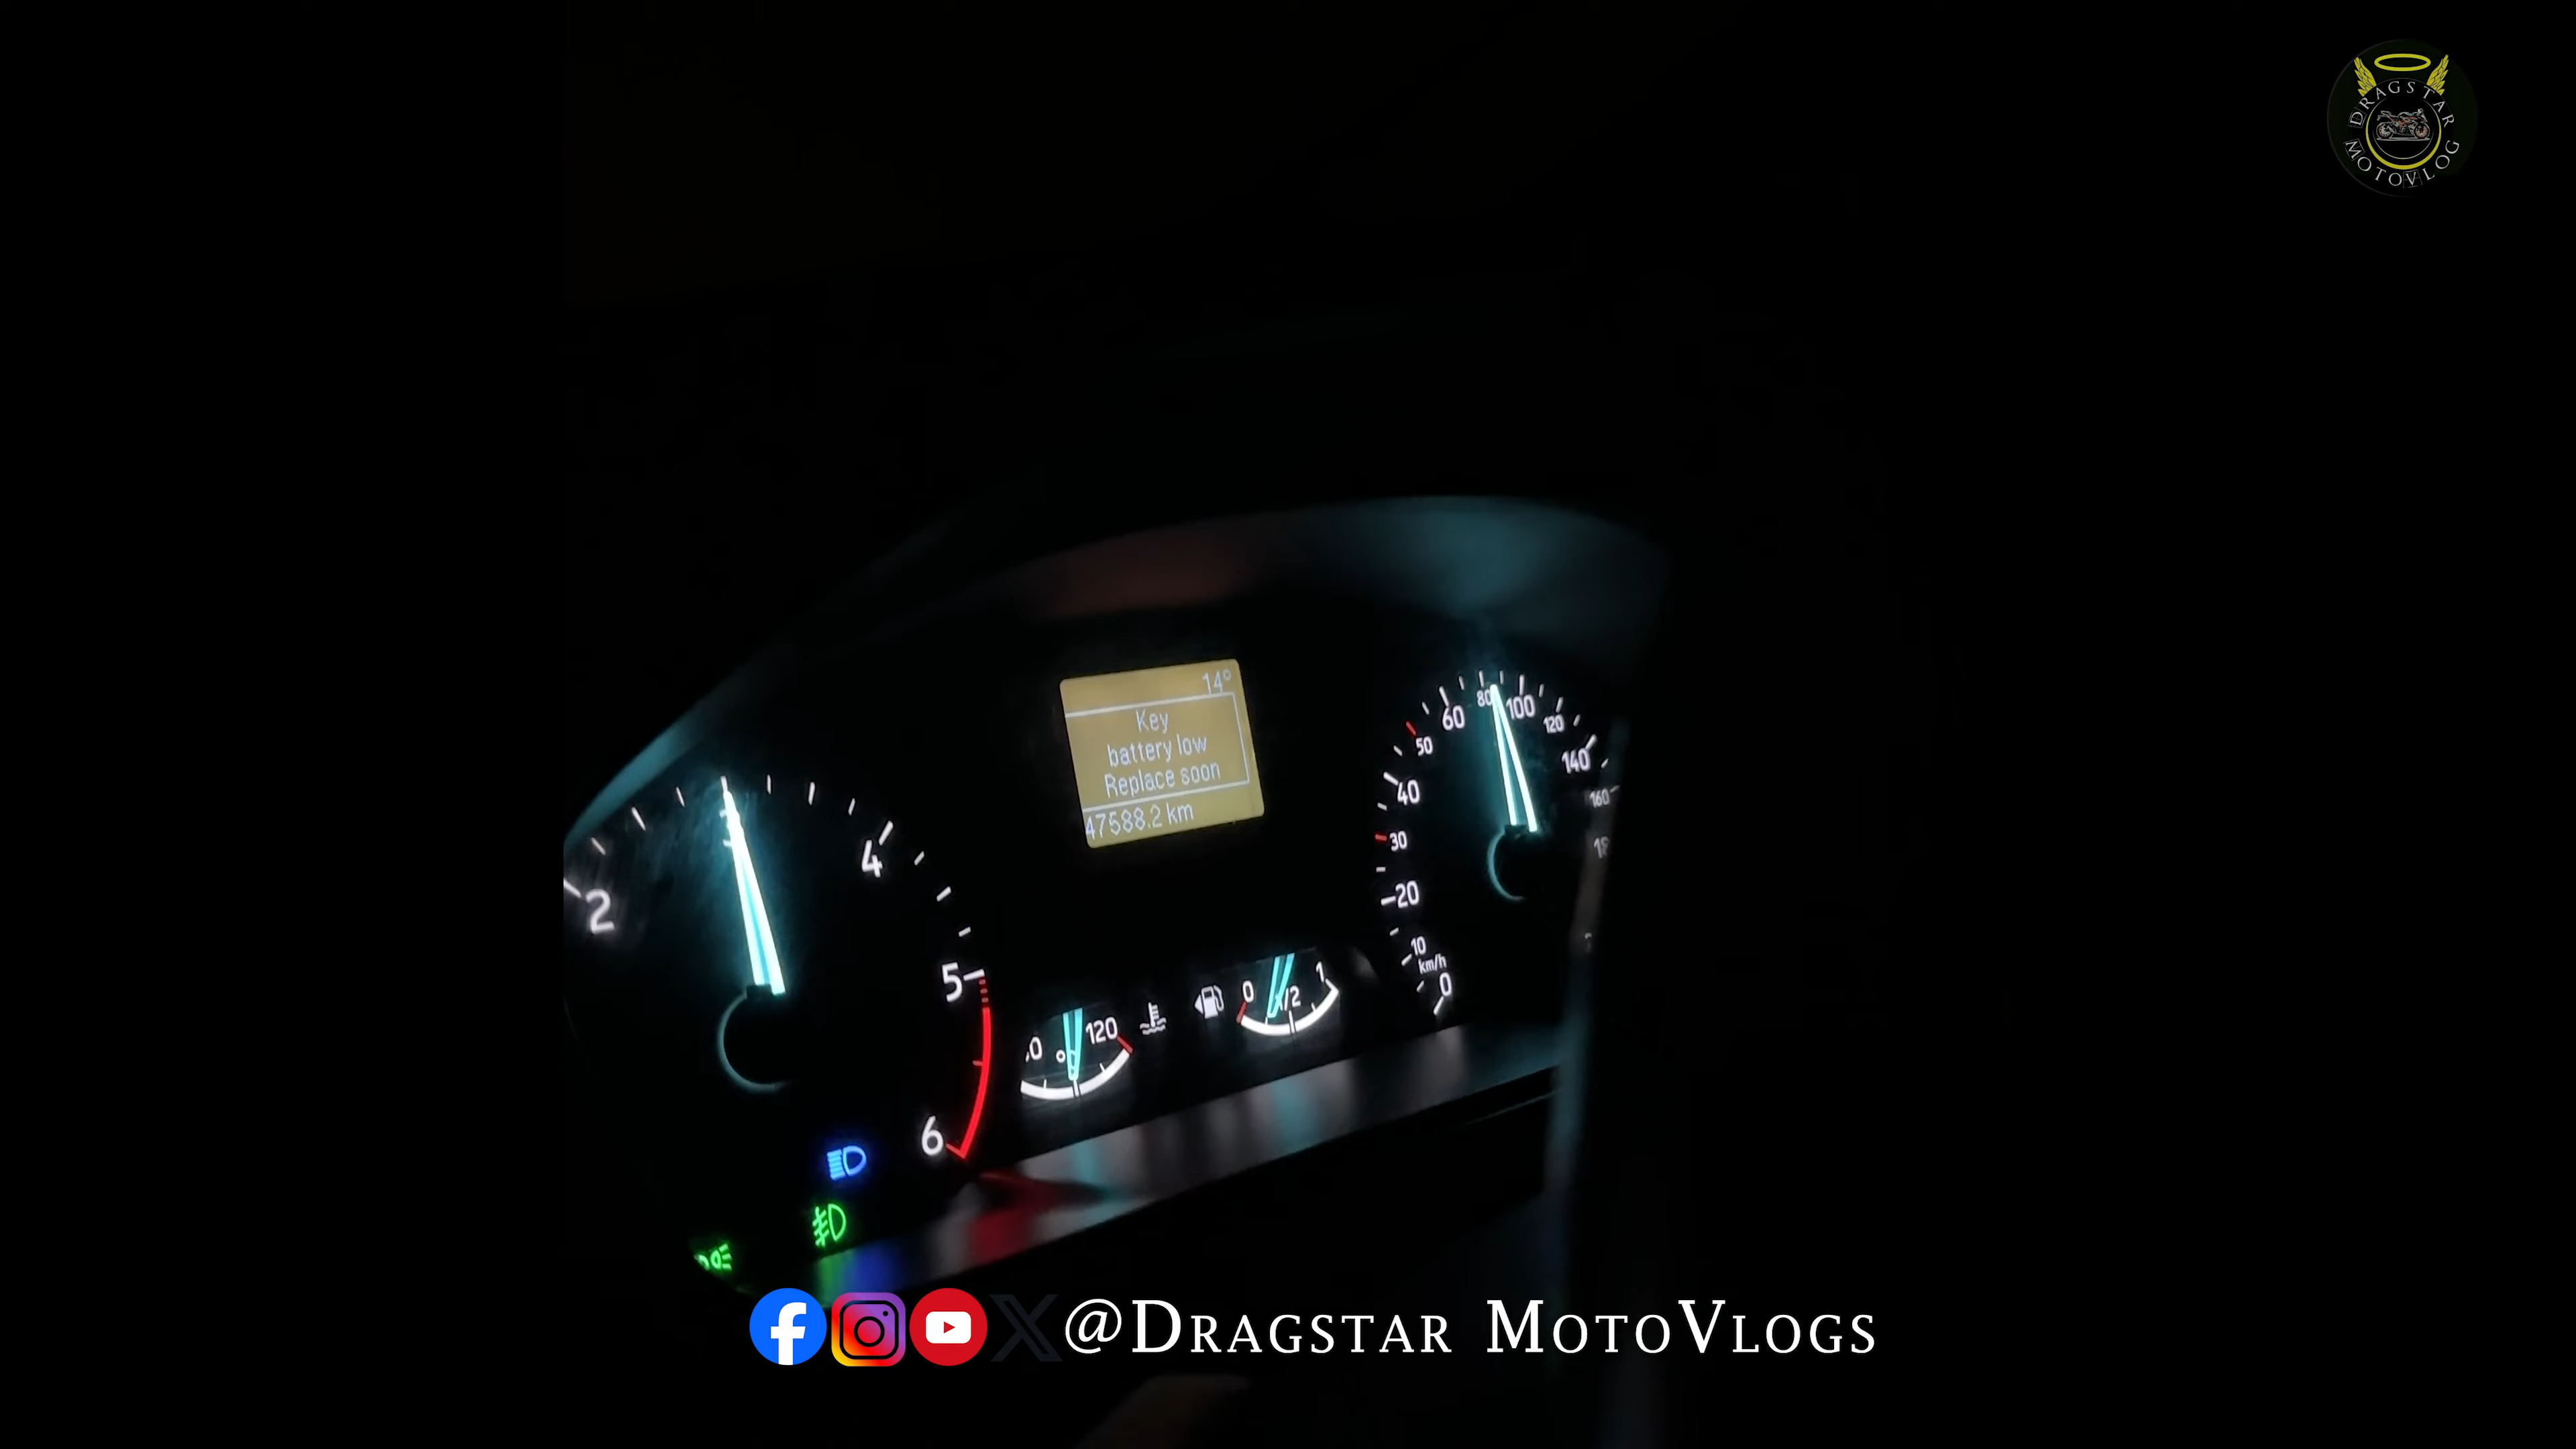 DRAGSTAR
MOTOVLOG
14°
Key
battery low
Replace soon
47588.2 km
2
4
5
6
120
0
1/2
1
0
10
20
30
40
50
60
80
100
120
140
160
km/h
@Dragstar MotoVlogs